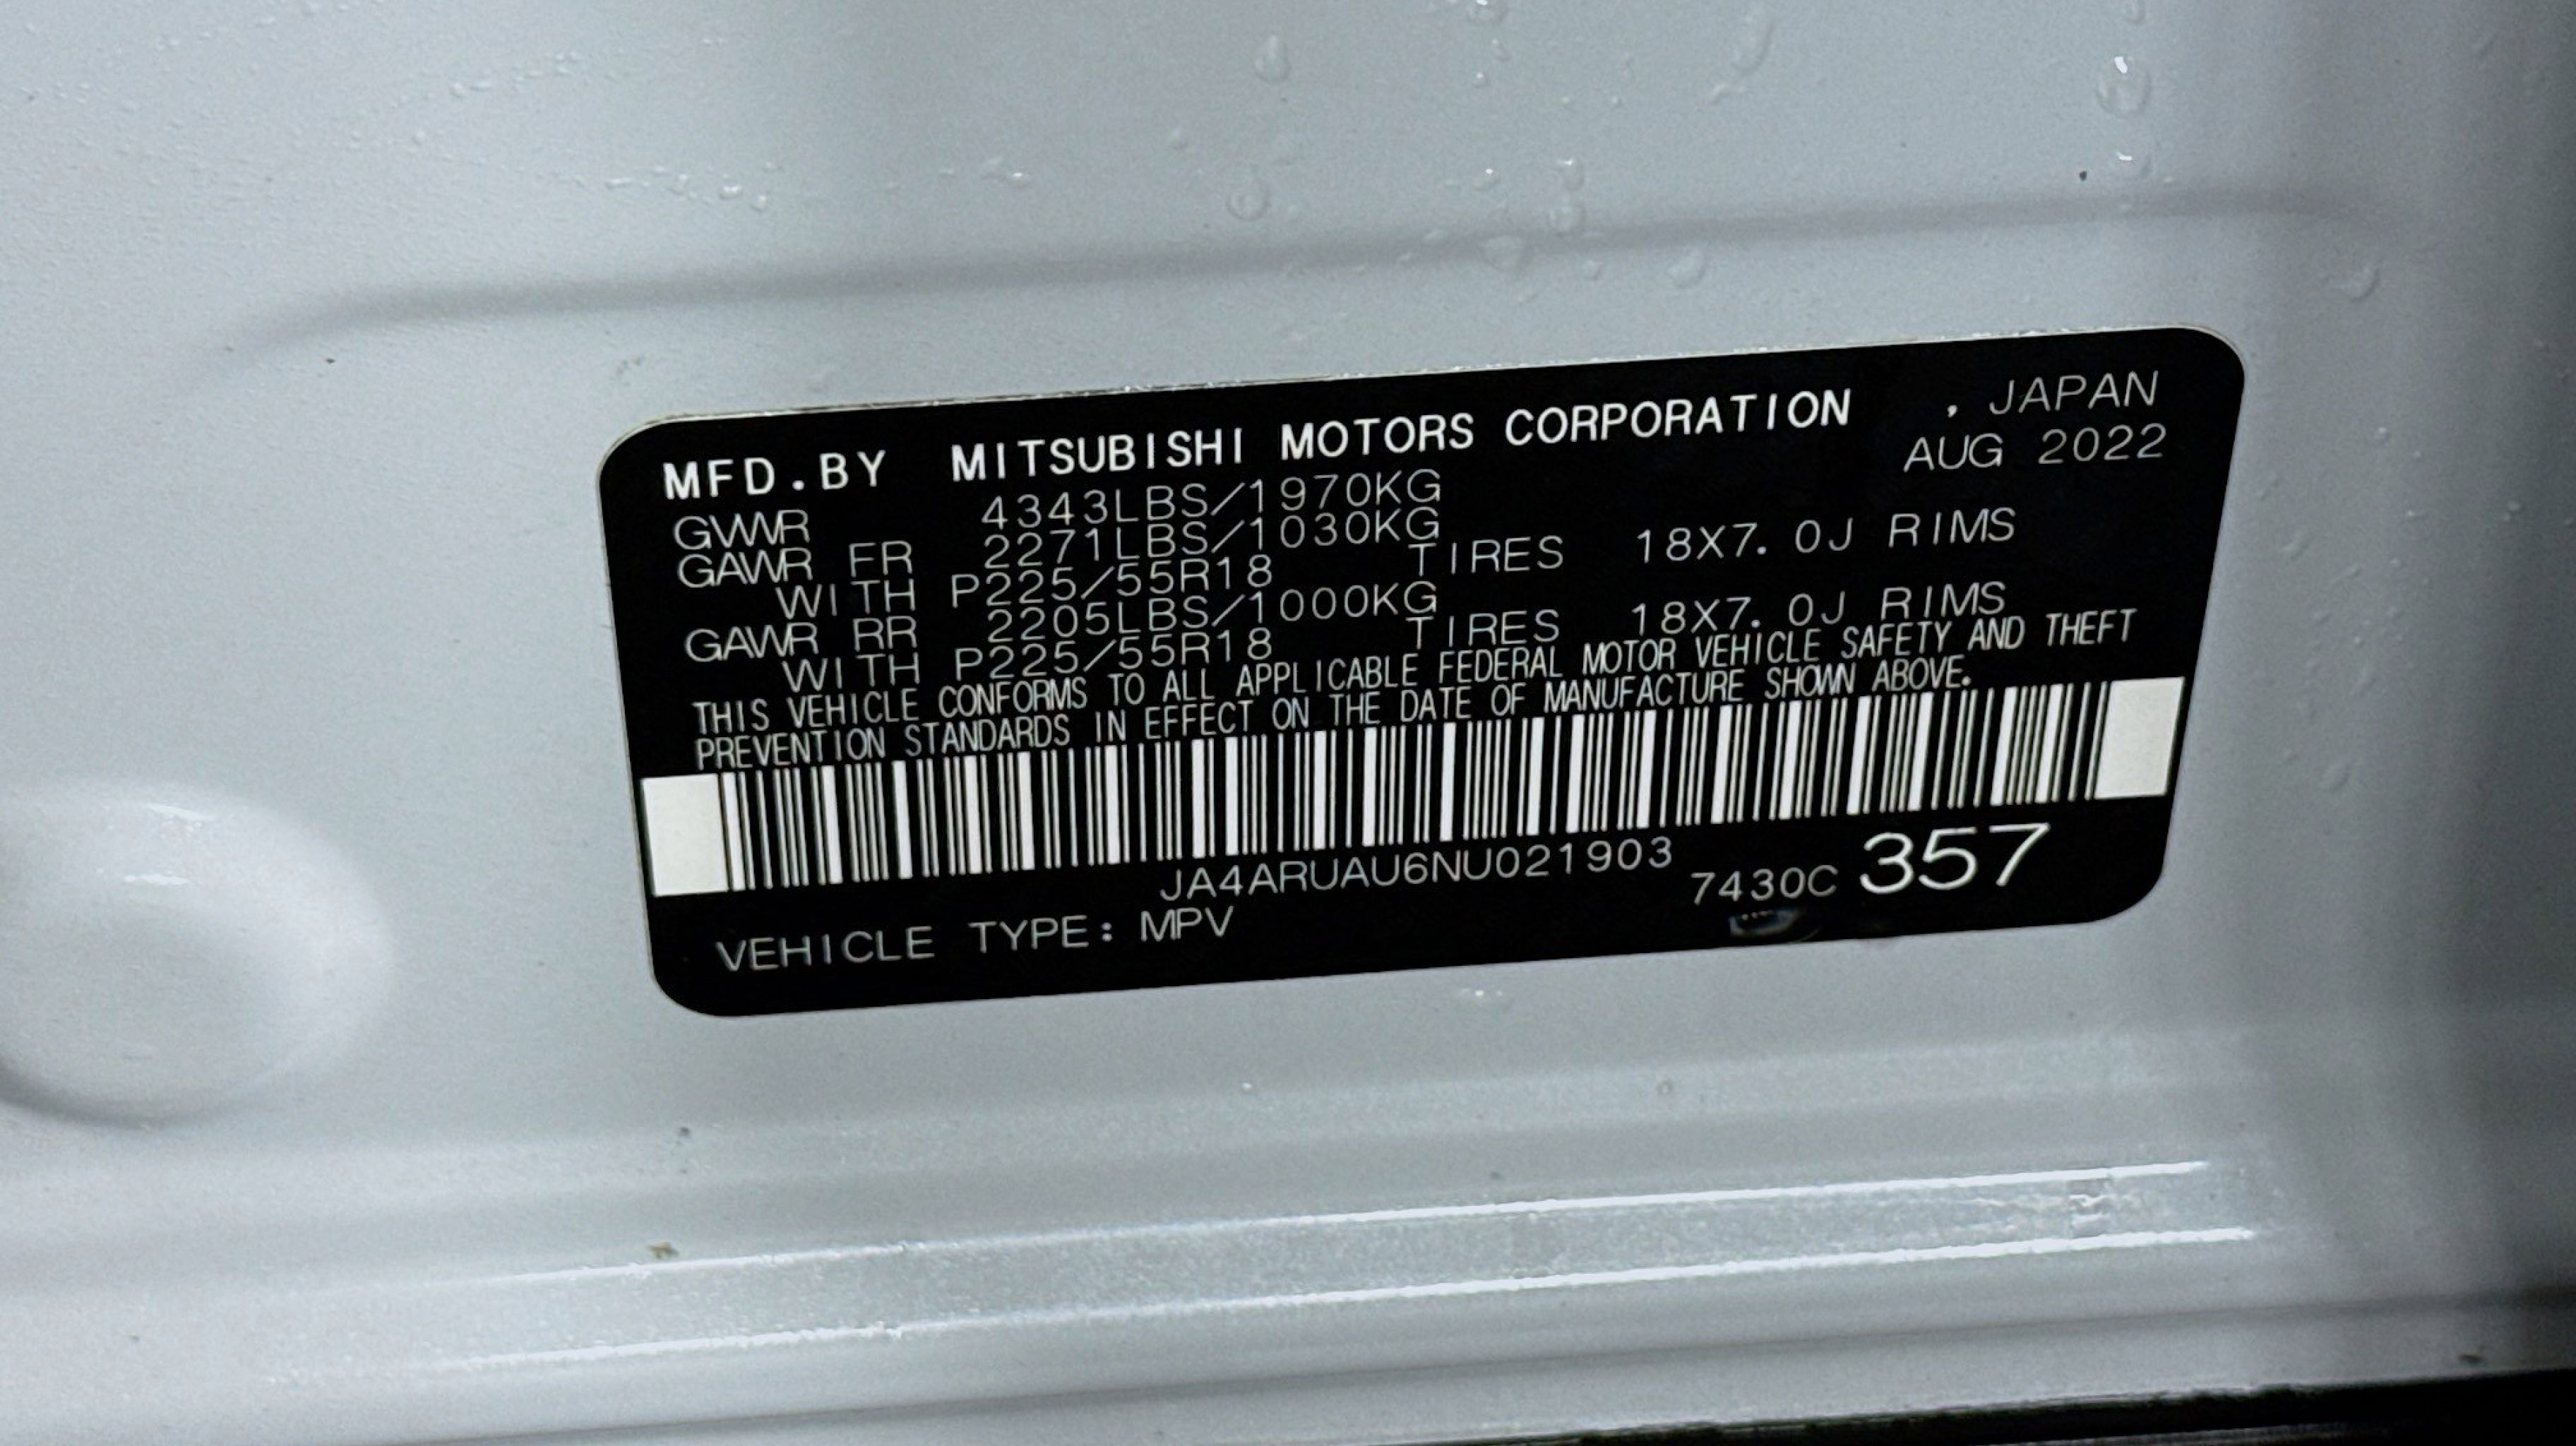 MFD.BY MITSUBISHI MOTORS CORPORATION , JAPAN
AUG 2022
GVWR 4343LBS/1970KG
GAWR FR 2271LBS/1030KG
WITH P225/55R18 TIRES 18X7.0J RIMS
GAWR RR 2205LBS/1000KG
WITH P225/55R18 TIRES 18X7.0J RIMS
THIS VEHICLE CONFORMS TO ALL APPLICABLE FEDERAL MOTOR VEHICLE SAFETY AND THEFT
PREVENTION STANDARDS IN EFFECT ON THE DATE OF MANUFACTURE SHOWN ABOVE.
JA4ARUAU6NU021903
7430C 357
VEHICLE TYPE: MPV